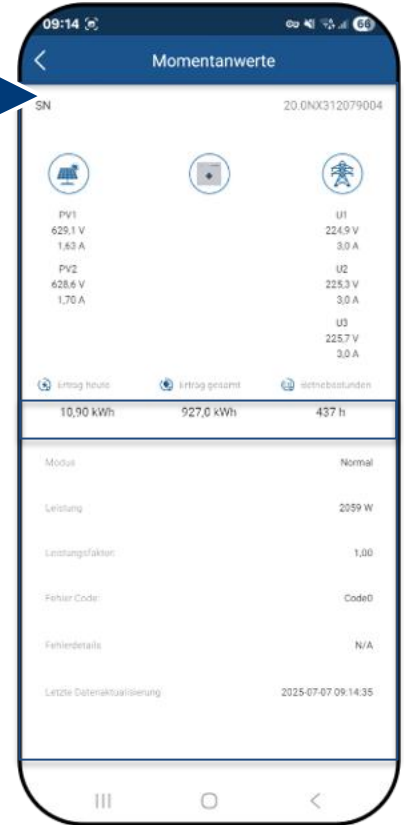 09:14
66
Momentanwerte
SN 20.0NX312079004
PV1 U1
629,1 V 224,9 V
1,63 A 3,0 A
PV2 U2
628,6 V 225,3 V
1,70 A 3,0 A
U3
225,7 V
3,0 A
Ertrag heute Ertrag gesamt Betriebsstunden
10,90 kWh 927,0 kWh 437 h
Modus Normal
Leistung 2059 W
Leistungsfaktor: 1,00
Fehler Code: Code0
Fehlerdetails N/A
Letzte Datenaktualisierung 2025-07-07 09:14:35